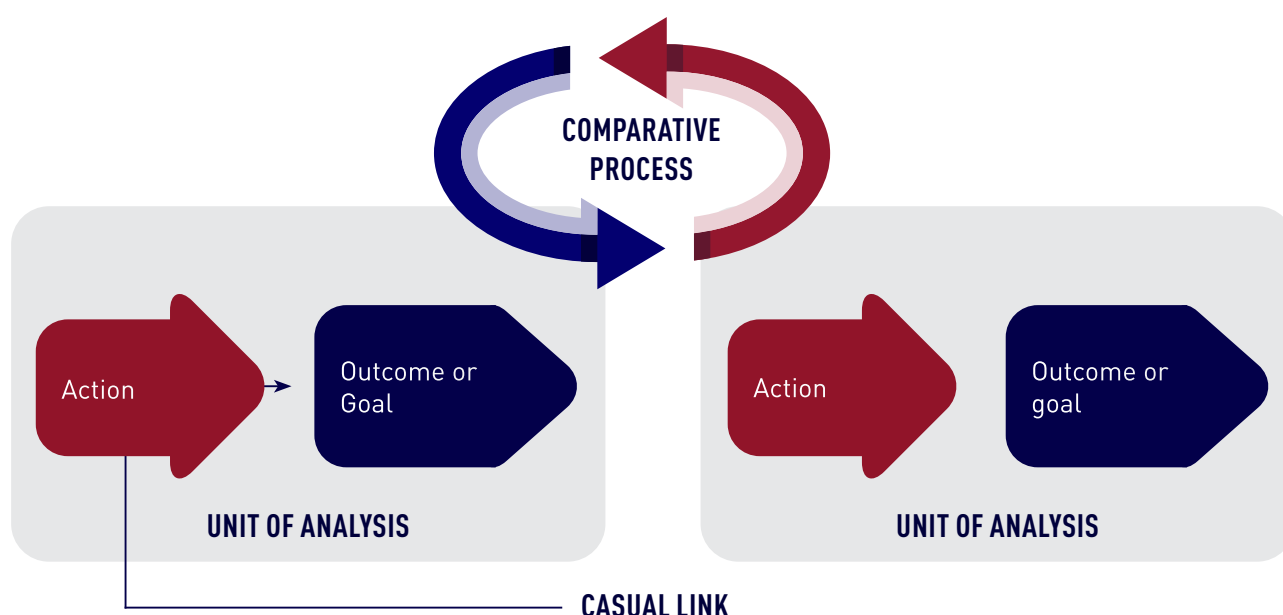 COMPARATIVE
PROCESS
Action
Outcome or
Goal
UNIT OF ANALYSIS
Action
Outcome or
goal
UNIT OF ANALYSIS
CASUAL LINK